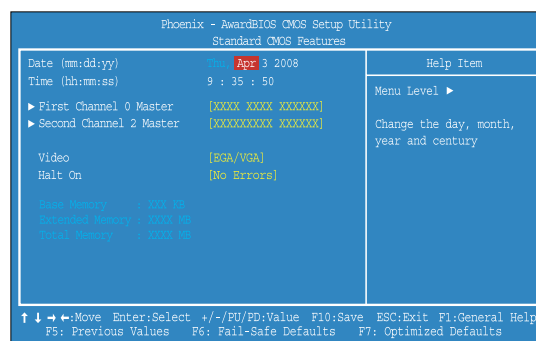 Phoenix - AwardBIOS CMOS Setup Utility
Standard CMOS Features
Date (mm:dd:yy) Thu, Apr 3 2008
Time (hh:mm:ss) 9 : 35 : 50
▶ First Channel 0 Master [XXXX XXXX XXXXXX]
▶ Second Channel 2 Master [XXXXXXXXX XXXXXX]
Video [EGA/VGA]
Halt On [No Errors]
Base Memory : XXX KB
Extended Memory : XXXX MB
Total Memory : XXXX MB
Help Item
Menu Level ▶
Change the day, month,
year and century
↑ ↓ → ←:Move Enter:Select +/-/PU/PD:Value F10:Save ESC:Exit F1:General Help
F5: Previous Values F6: Fail-Safe Defaults F7: Optimized Defaults